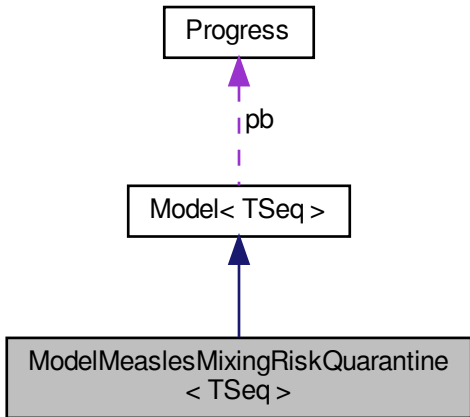 Progress
pb
Model< TSeq >
ModelMeaslesMixingRiskQuarantine
< TSeq >